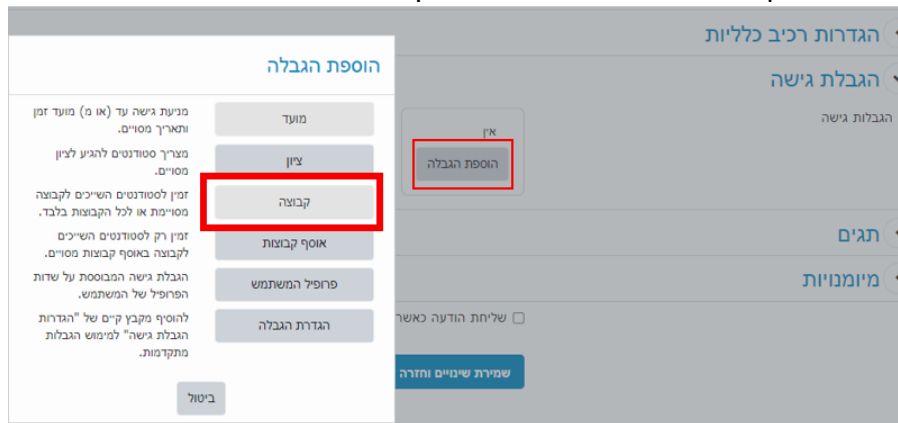 הגדרות רכיב כלליות
הגבלת גישה
הגבלות גישה
אין
הוספת הגבלה
תגים
מיומנויות
שליחת הודעה כאשר
שמירת שינויים וחזרה
הוספת הגבלה
מועד
מניעת גישה עד (או מ) מועד זמן
ותאריך מסויים.
ציון
מצריך סטודנטים להגיע לציון
מסויים.
קבוצה
זמין לסטודנטים השייכים לקבוצה
מסויימת או לכל הקבוצות בלבד.
אוסף קבוצות
זמין רק לסטודנטים השייכים
לקבוצה באוסף קבוצות מסויים.
פרופיל המשתמש
הגבלת גישה המבוססת על שדות
הפרופיל של המשתמש.
הגדרת הגבלה
להוסיף מקבץ קיים של "הגדרות
הגבלת גישה" למימוש הגבלות
מתקדמות.
ביטול